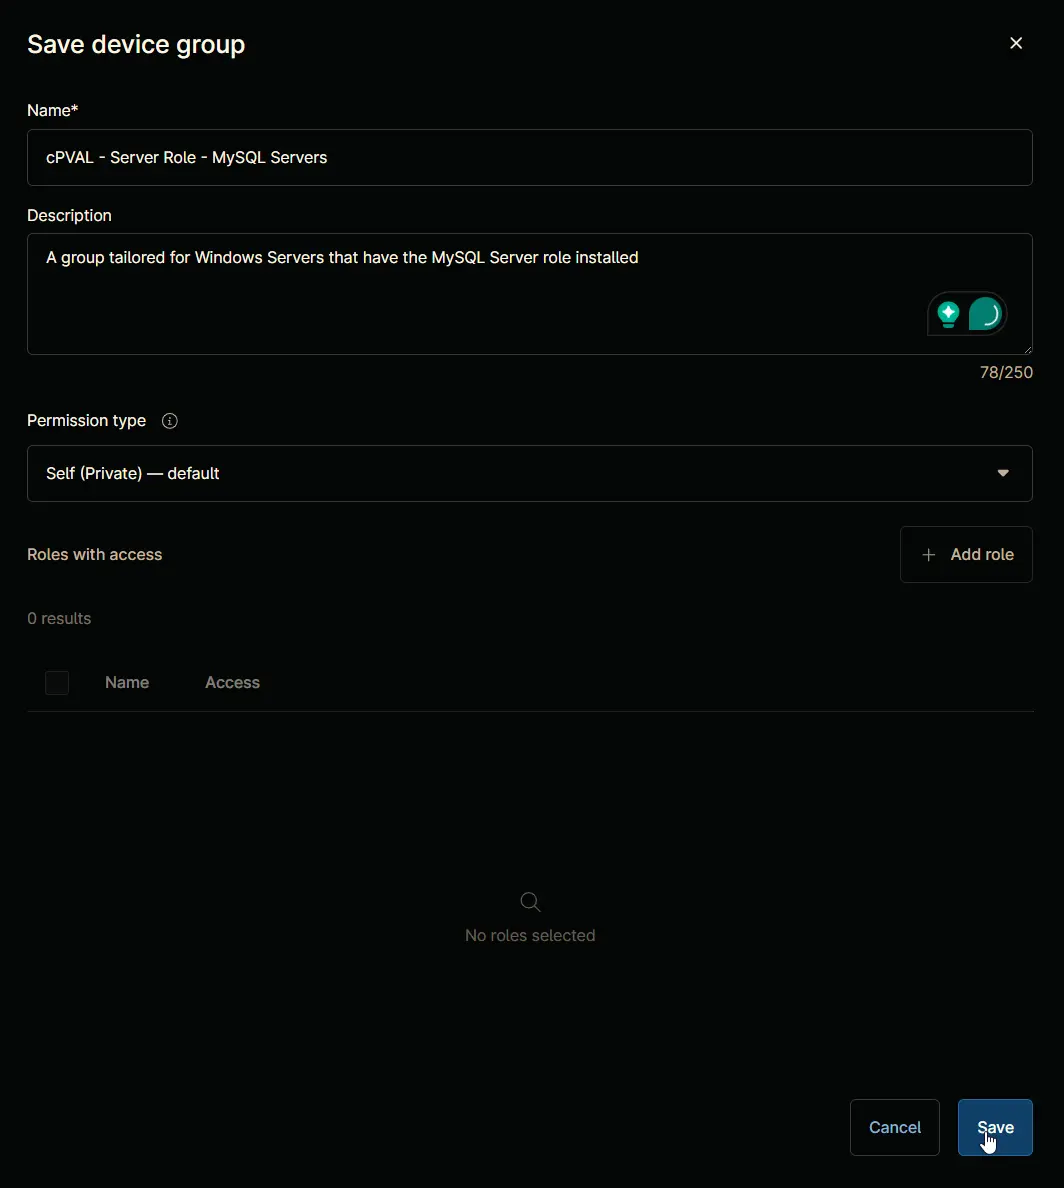 Save device group
Name*
cPVAL - Server Role - MySQL Servers
Description
A group tailored for Windows Servers that have the MySQL Server role installed
78/250
Permission type
Self (Private) — default
Roles with access
Add role
0 results
Name Access
No roles selected
Cancel Save